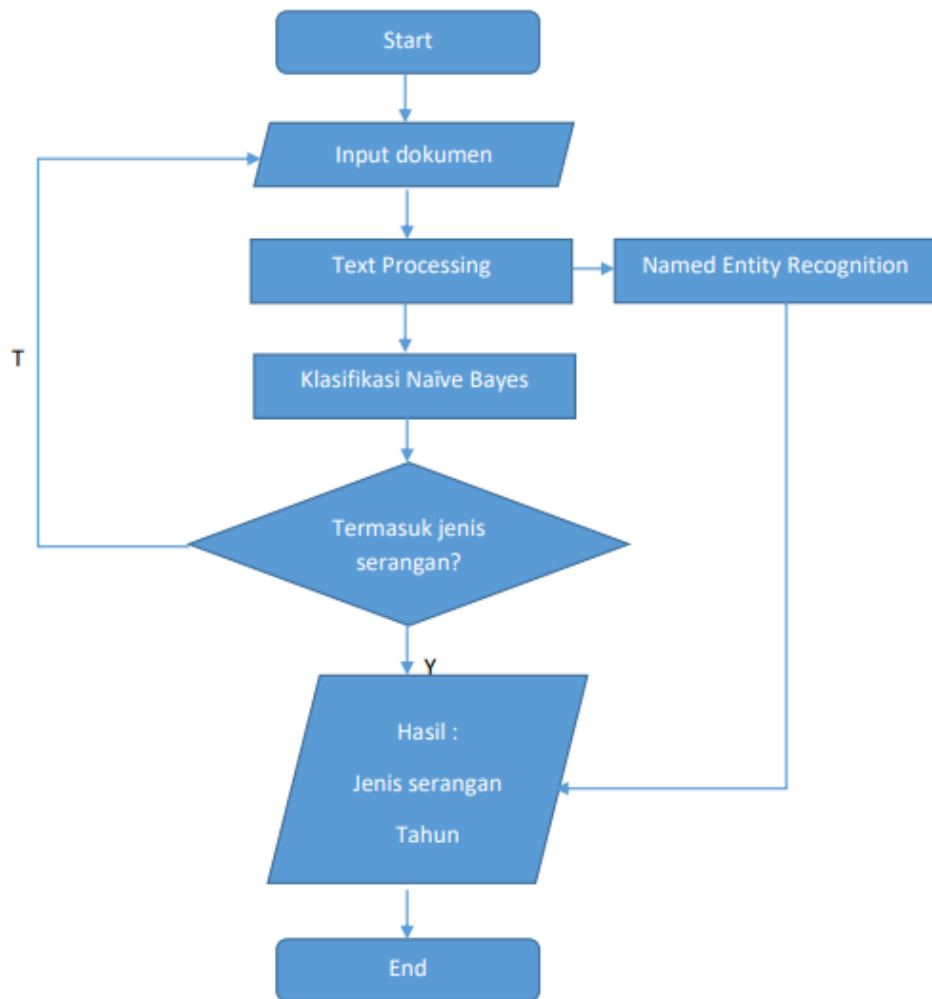 Start
Input dokumen
Text Processing
Named Entity Recognition
T
Klasifikasi Naïve Bayes
Termasuk jenis
serangan?
Y
Hasil :
Jenis serangan
Tahun
End